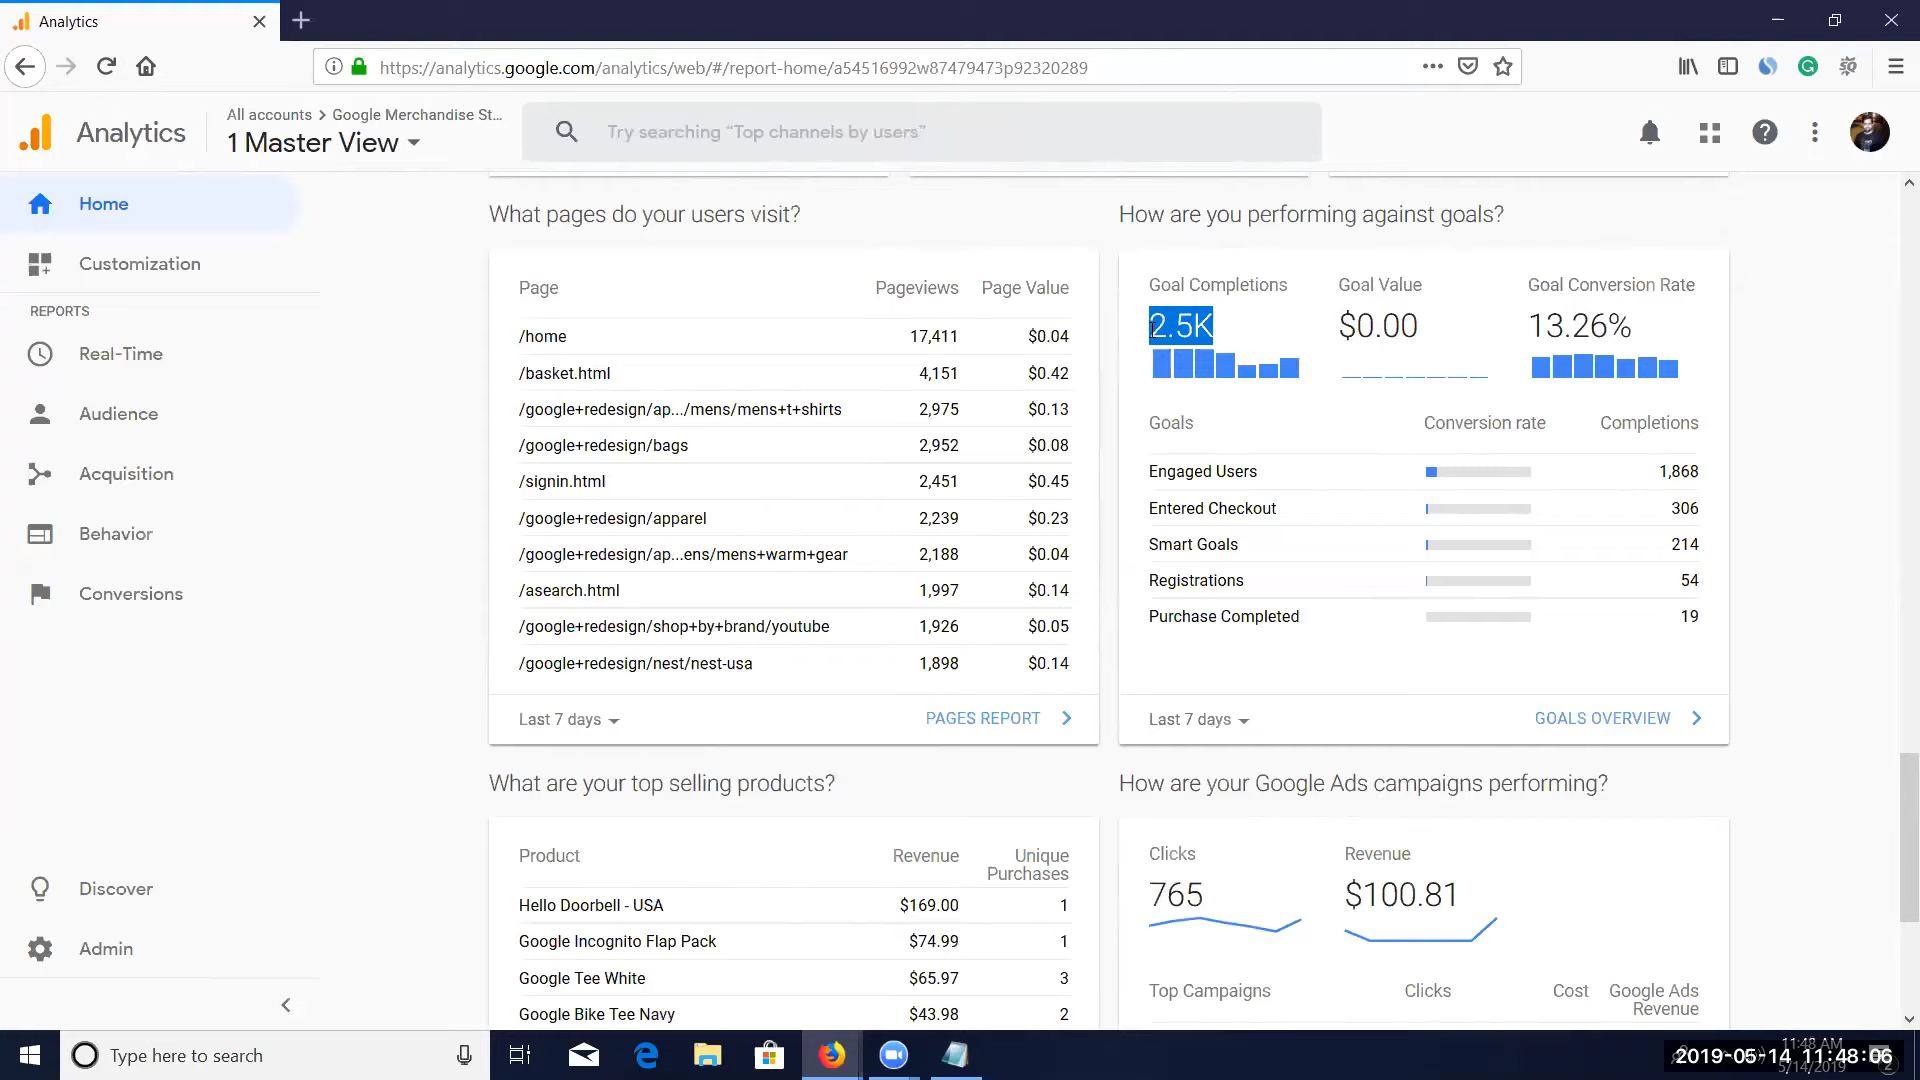 Analytics
https://analytics.google.com/analytics/web/#/report-home/a54516992w87479473p92320289
Analytics
All accounts > Google Merchandise St...
1 Master View
Try searching “Top channels by users”
Home
Customization
REPORTS
Real-Time
Audience
Acquisition
Behavior
Conversions
Discover
Admin
What pages do your users visit?
Page Pageviews Page Value
/home 17,411 $0.04
/basket.html 4,151 $0.42
/google+redesign/ap.../mens/mens+t+shirts 2,975 $0.13
/google+redesign/bags 2,952 $0.08
/signin.html 2,451 $0.45
/google+redesign/apparel 2,239 $0.23
/google+redesign/ap...ens/mens+warm+gear 2,188 $0.04
/asearch.html 1,997 $0.14
/google+redesign/shop+by+brand/youtube 1,926 $0.05
/google+redesign/nest/nest-usa 1,898 $0.14
Last 7 days PAGES REPORT
How are you performing against goals?
Goal Completions Goal Value Goal Conversion Rate
2.5K $0.00 13.26%
Goals Conversion rate Completions
Engaged Users 1,868
Entered Checkout 306
Smart Goals 214
Registrations 54
Purchase Completed 19
Last 7 days GOALS OVERVIEW
What are your top selling products?
Product Revenue Unique
Purchases
Hello Doorbell - USA $169.00 1
Google Incognito Flap Pack $74.99 1
Google Tee White $65.97 3
Google Bike Tee Navy $43.98 2
How are your Google Ads campaigns performing?
Clicks Revenue
765 $100.81
Top Campaigns Clicks Cost Google Ads
Revenue
Type here to search
11:48 AM
2019-05-14 11:48:06
5/14/2019
2